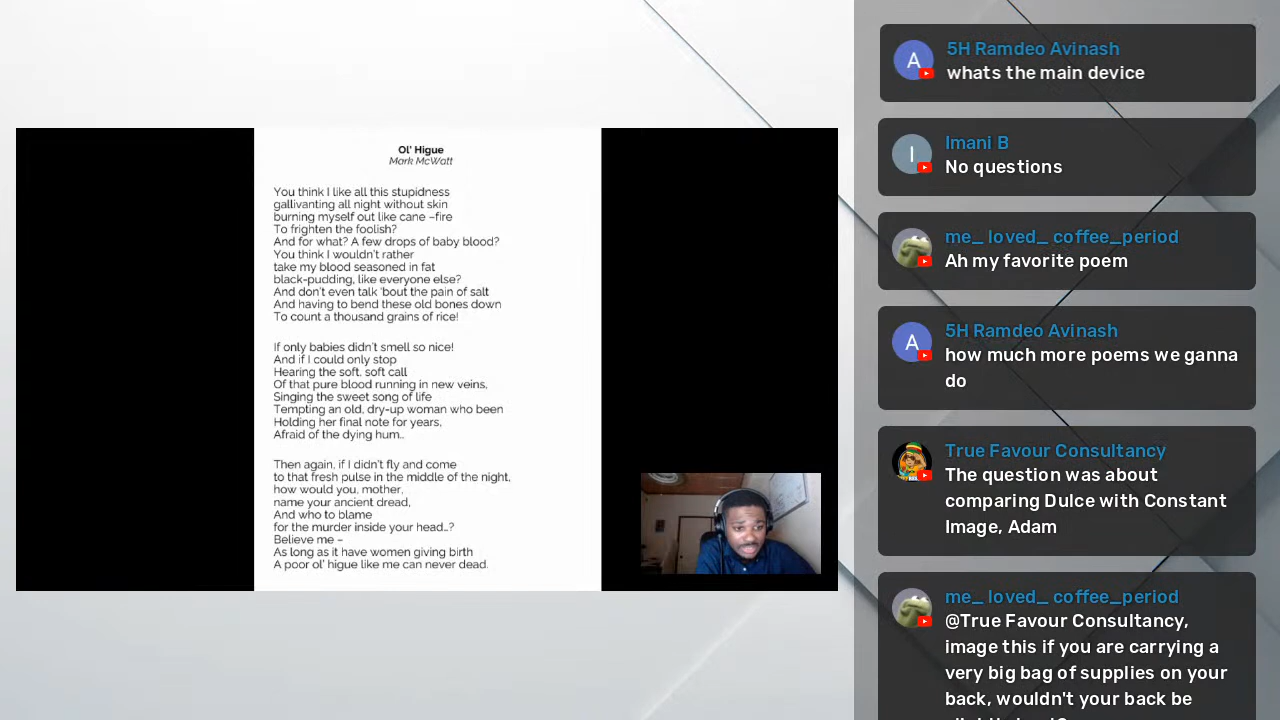 Ol' Higue
Mark McWatt
You think I like all this stupidness
gallivanting all night without skin
burning myself out like cane –fire
To frighten the foolish?
And for what? A few drops of baby blood?
You think I wouldn't rather
take my blood seasoned in fat
black-pudding, like everyone else?
And don't even talk 'bout the pain of salt
And having to bend these old bones down
To count a thousand grains of rice!
If only babies didn't smell so nice!
And if I could only stop
Hearing the soft, soft call
Of that pure blood running in new veins,
Singing the sweet song of life
Tempting an old, dry-up woman who been
Holding her final note for years,
Afraid of the dying hum..
Then again, if I didn't fly and come
to that fresh pulse in the middle of the night,
how would you, mother,
name your ancient dread,
And who to blame
for the murder inside your head..?
Believe me –
As long as it have women giving birth
A poor ol' higue like me can never dead.
A
5H Ramdeo Avinash
whats the main device
I
Imani B
No questions
me_ loved_ coffee_period
Ah my favorite poem
A
5H Ramdeo Avinash
how much more poems we ganna
do
True Favour Consultancy
The question was about
comparing Dulce with Constant
Image, Adam
me_ loved_ coffee_period
@True Favour Consultancy,
image this if you are carrying a
very big bag of supplies on your
back, wouldn't your back be